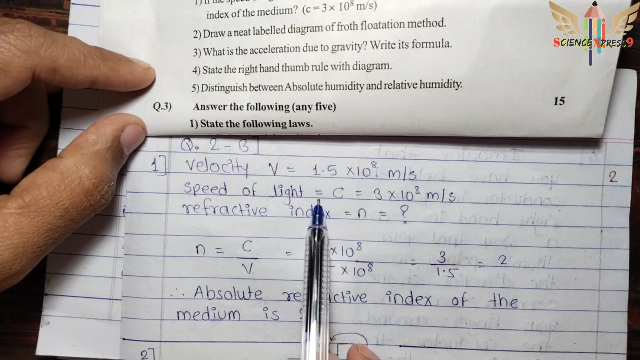 index of the medium? (c = 3 × 10⁸ m/s)
2) Draw a neat labelled diagram of froth floatation method.
3) What is the acceleration due to gravity? Write its formula.
4) State the right hand thumb rule with diagram.
5) Distinguish between Absolute humidity and relative humidity.
Q.3) Answer the following (any five) 15
1) State the following laws.
SCIENCE XPRESS 9
Q. 2 - B
1] velocity V = 1.5 × 10⁸ m/s 2
speed of light = C = 3 × 10⁸ m/s
refractive index = n = ?
n = C/V = × 10⁸ / × 10⁸ = 3/1.5 = 2
∴ Absolute index of the
medium is
2]